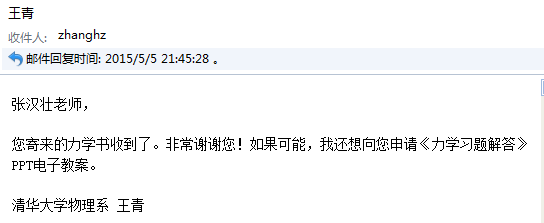 王青
收件人: zhanghz
邮件回复时间: 2015/5/5 21:45:28 。
张汉壮老师，
您寄来的力学书收到了。非常谢谢您！如果可能，我还想向您申请《力学习题解答》
PPT电子教案。
清华大学物理系 王青